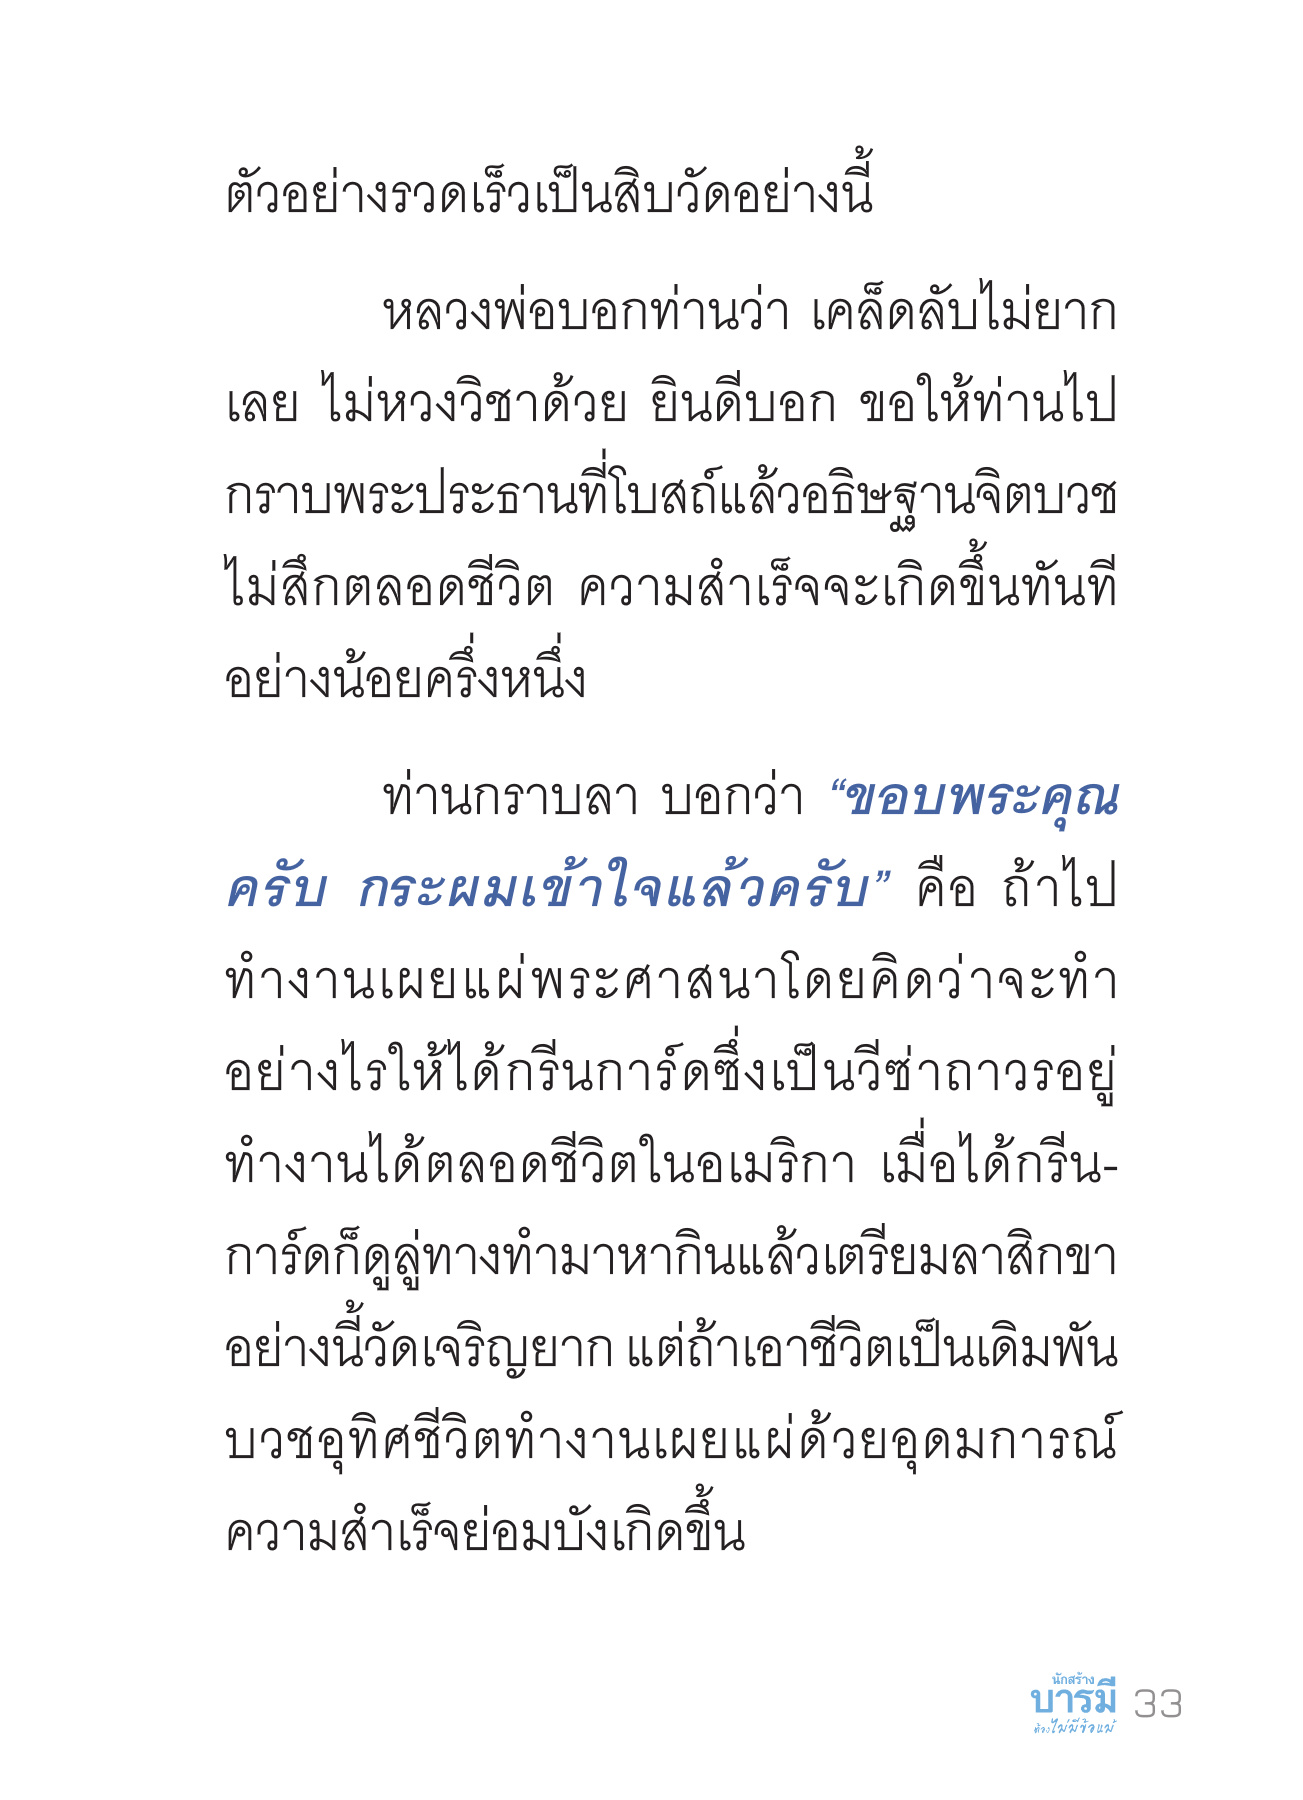 ตัวอย่างรวดเร็วเป็นสิบวัดอย่างนี้
หลวงพ่อบอกท่านว่า เคล็ดลับไม่ยาก
เลย ไม่หวงวิชาด้วย ยินดีบอก ขอให้ท่านไป
กราบพระประธานที่โบสถ์แล้วอธิษฐานจิตบวช
ไม่สึกตลอดชีวิต ความสำเร็จจะเกิดขึ้นทันที
อย่างน้อยครึ่งหนึ่ง
ท่านกราบลา บอกว่า “ขอบพระคุณ
ครับ กระผมเข้าใจแล้วครับ” คือ ถ้าไป
ทำงานเผยแผ่พระศาสนาโดยคิดว่าจะทำ
อย่างไรให้ได้กรีนการ์ดซึ่งเป็นวีซ่าถาวรอยู่
ทำงานได้ตลอดชีวิตในอเมริกา เมื่อได้กรีน-
การ์ดก็ดูลู่ทางทำมาหากินแล้วเตรียมลาสิกขา
อย่างนี้วัดเจริญยาก แต่ถ้าเอาชีวิตเป็นเดิมพัน
บวชอุทิศชีวิตทำงานเผยแผ่ด้วยอุดมการณ์
ความสำเร็จย่อมบังเกิดขึ้น
นักสร้าง
บารมี 33
ต้องไม่มีข้อแม้